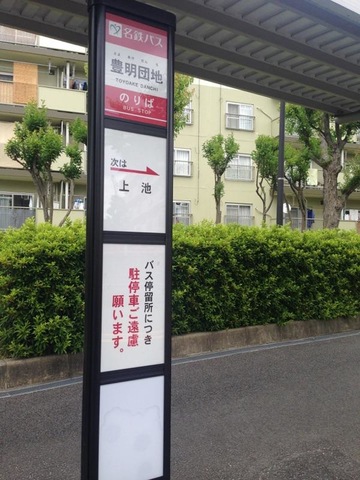 名鉄バス
豊明団地
TOYOAKE DANCHI
のりば
BUS STOP
次は
上池
バス停留所につき
駐停車ご遠慮
願います。